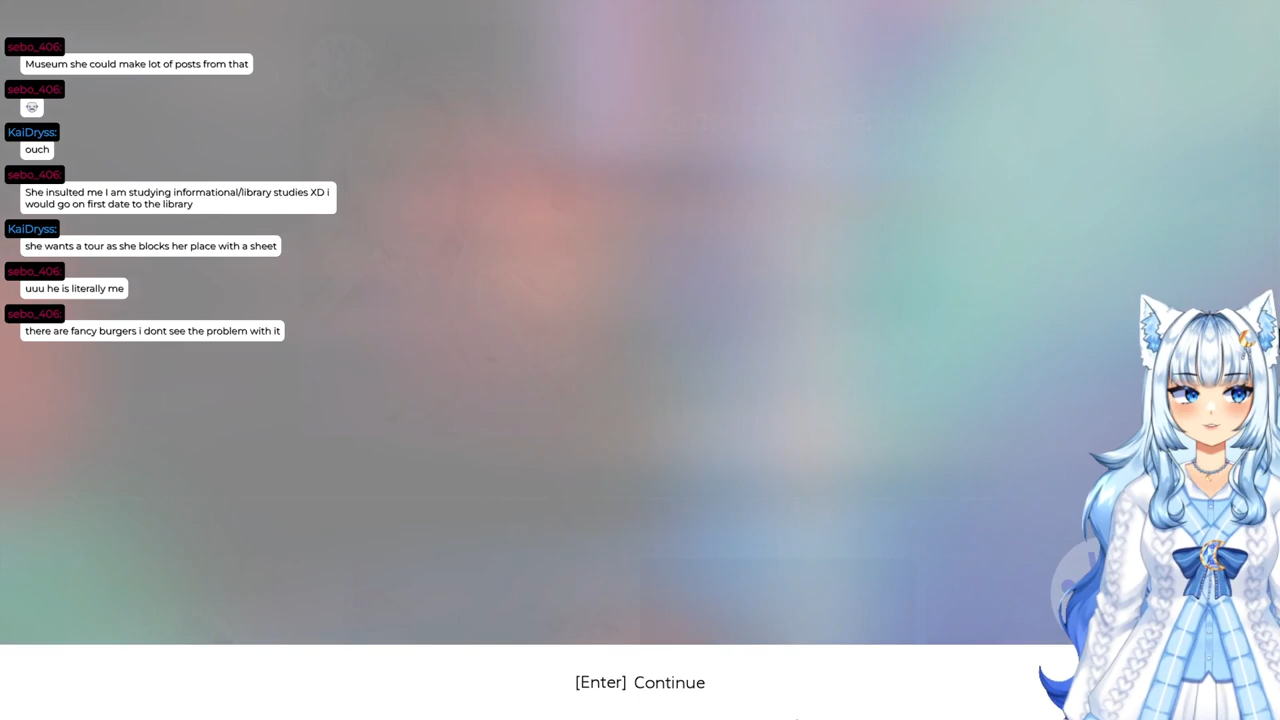 sebo_406:
Museum she could make lot of posts from that
sebo_406:
KaiDryss:
ouch
sebo_406:
She insulted me I am studying informational/library studies XD i
would go on first date to the library
KaiDryss:
she wants a tour as she blocks her place with a sheet
sebo_406:
uuu he is literally me
sebo_406:
there are fancy burgers i dont see the problem with it
[Enter] Continue